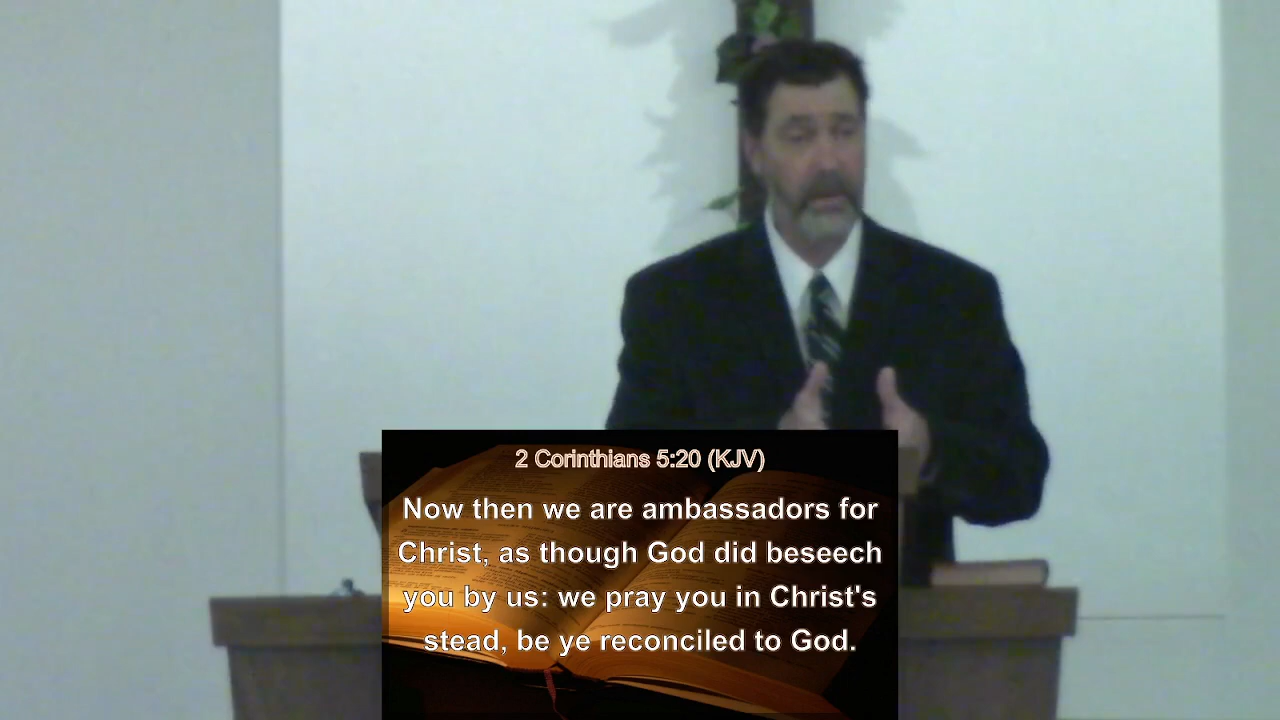 2 Corinthians 5:20 (KJV)
Now then we are ambassadors for
Christ, as though God did beseech
you by us: we pray you in Christ's
stead, be ye reconciled to God.